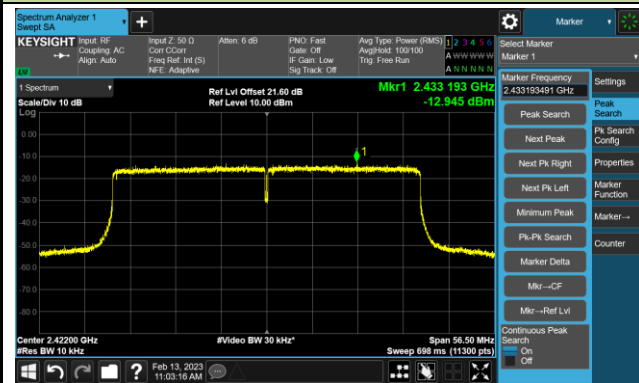 Spectrum Analyzer 1
Swept SA
Marker
KEYSIGHT
Input: RF
Coupling: AC
Align: Auto
Input Z: 50 Ω
Corr CCorr
Freq Ref: Int (S)
NFE: Adaptive
Atten: 6 dB
PNO: Fast
Gate: Off
IF Gain: Low
Sig Track: Off
Avg Type: Power (RMS)
Avg|Hold: 100/100
Trig: Free Run
1 2 3 4 5 6
A W W W W W
A N N N N N
LW
Select Marker
Marker 1
1 Spectrum
Scale/Div 10 dB
Log
Ref Lvl Offset 21.60 dB
Ref Level 10.00 dBm
Mkr1 2.433 193 GHz
-12.945 dBm
0.00
-10.0
-20.0
-30.0
-40.0
-50.0
-60.0
-70.0
-80.0
1
Center 2.42200 GHz
#Res BW 10 kHz
#Video BW 30 kHz*
Span 56.50 MHz
Sweep 698 ms (11300 pts)
Marker Frequency
2.433193491 GHz
Peak Search
Next Peak
Next Pk Right
Next Pk Left
Minimum Peak
Pk-Pk Search
Marker Delta
Mkr→CF
Mkr→Ref Lvl
Continuous Peak
Search
On
Off
Settings
Peak
Search
Pk Search
Config
Properties
Marker
Function
Marker→
Counter
Feb 13, 2023
11:03:16 AM